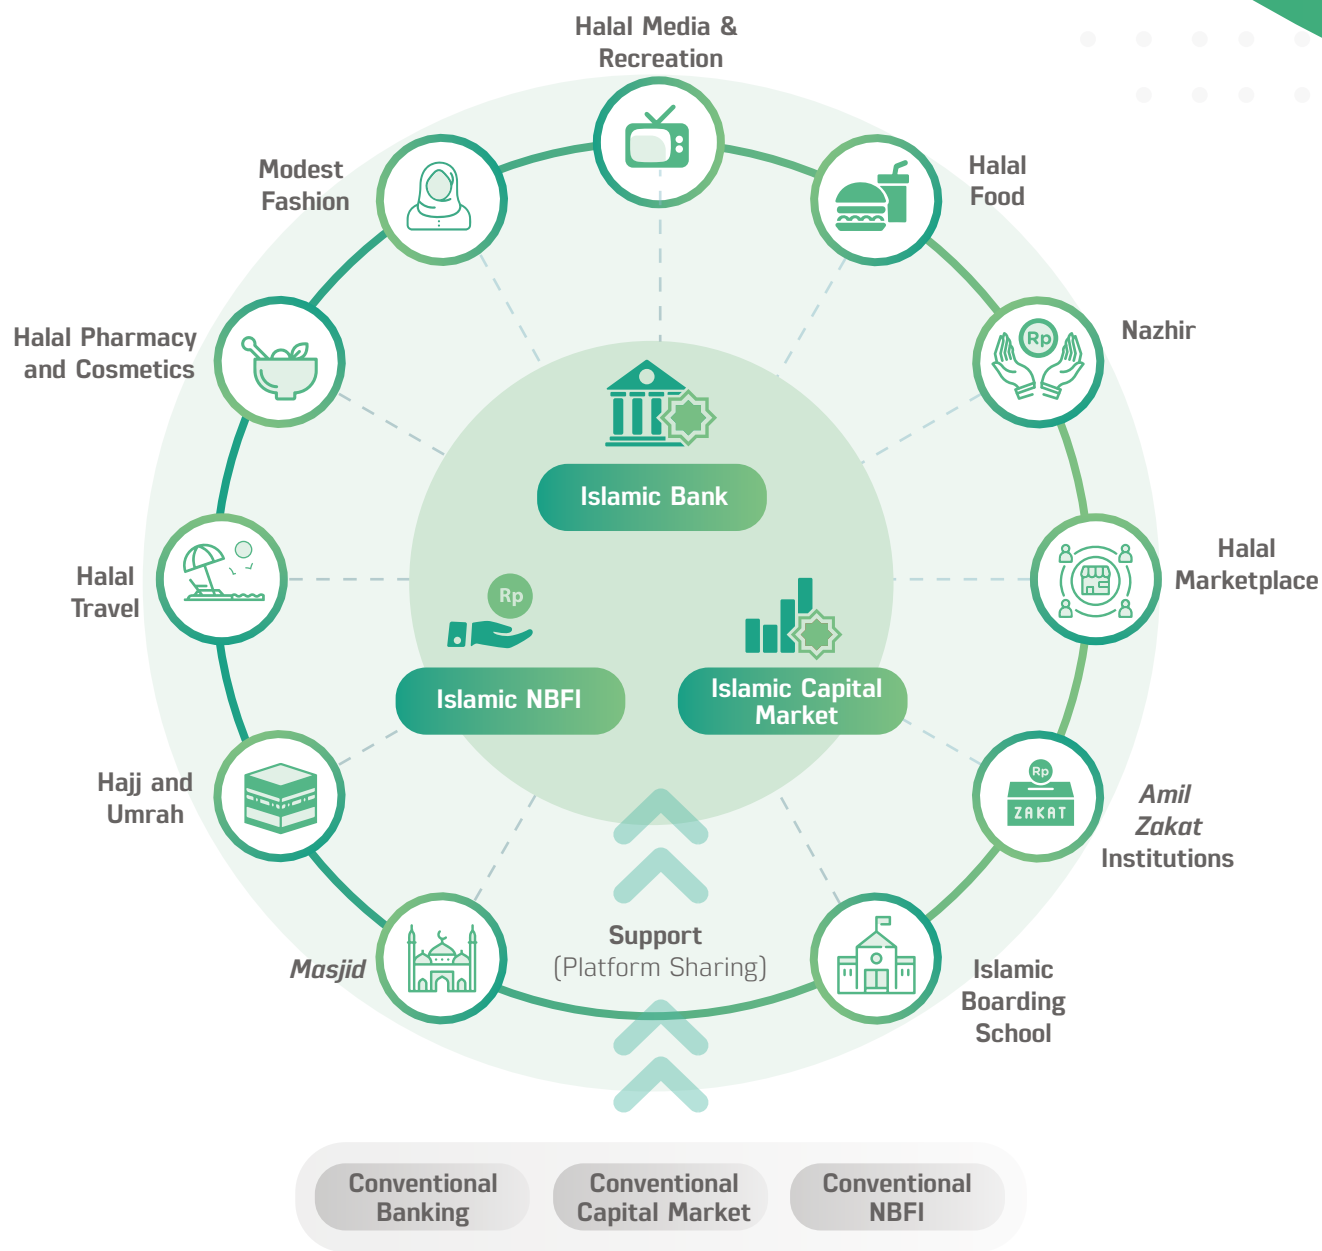 Halal Media &
Recreation
Modest
Fashion
Halal
Food
Halal Pharmacy
and Cosmetics
Rp
Nazhir
Islamic Bank
Halal
Travel
Halal
Marketplace
Rp
Islamic NBFI
Islamic Capital
Market
Hajj and
Umrah
Rp
ZAKAT
Amil
Zakat
Institutions
Masjid
Support
(Platform Sharing)
Islamic
Boarding
School
Conventional
Banking
Conventional
Capital Market
Conventional
NBFI